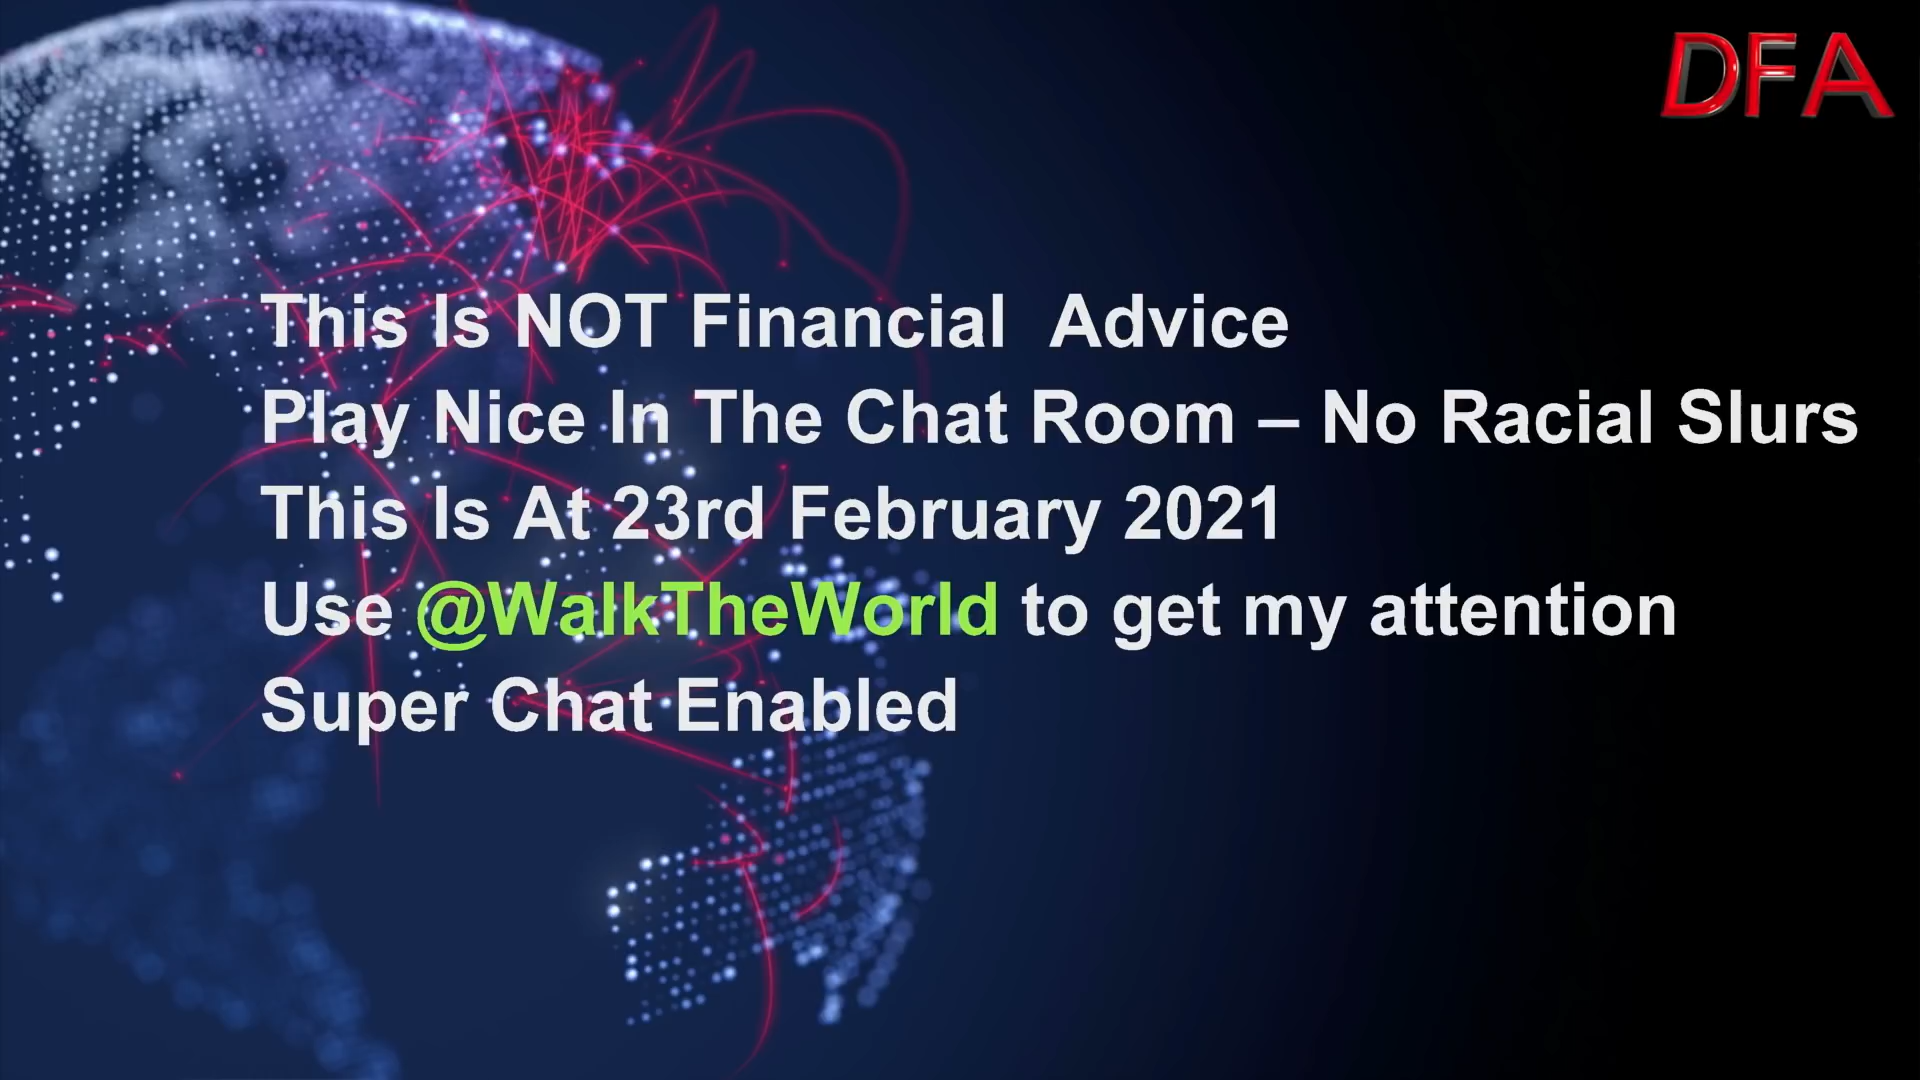 DFA
This Is NOT Financial  Advice
Play Nice In The Chat Room – No Racial Slurs
This Is At 23rd February 2021
Use @WalkTheWorld to get my attention
Super Chat Enabled